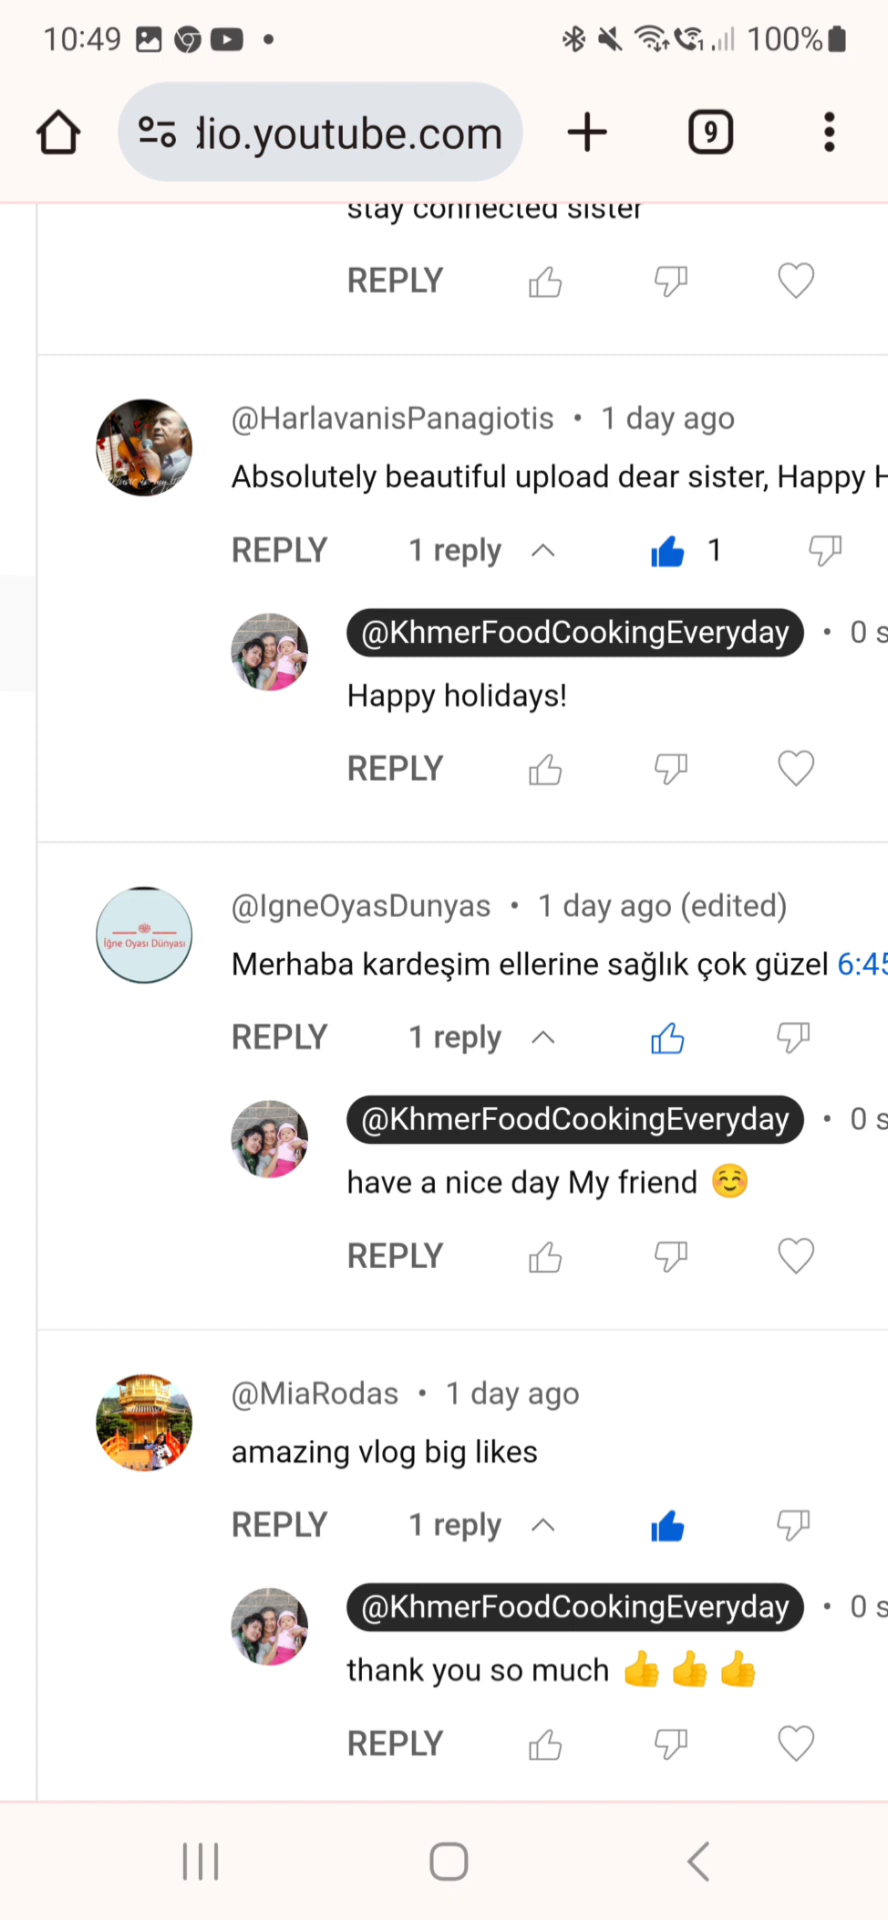 10:49
100%
dio.youtube.com
9
stay connected sister
REPLY
@HarlavanisPanagiotis • 1 day ago
Absolutely beautiful upload dear sister, Happy H
REPLY 1 reply 1
@KhmerFoodCookingEveryday • 0 s
Happy holidays!
REPLY
İğne Oyası Dünyası
@IgneOyasDunyas • 1 day ago (edited)
Merhaba kardeşim ellerine sağlık çok güzel 6:45
REPLY 1 reply
@KhmerFoodCookingEveryday • 0 s
have a nice day My friend ☺️
REPLY
@MiaRodas • 1 day ago
amazing vlog big likes
REPLY 1 reply
@KhmerFoodCookingEveryday • 0 s
thank you so much 👍👍👍
REPLY